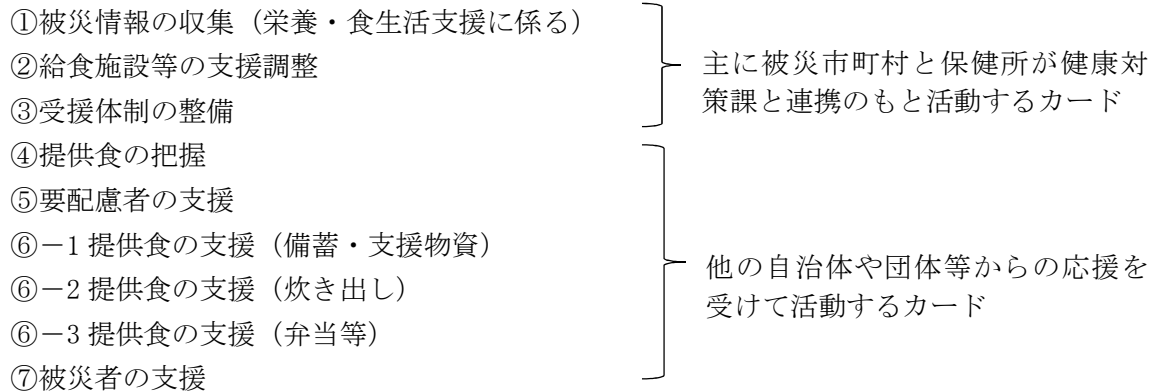 ①被災情報の収集（栄養・食生活支援に係る）
②給食施設等の支援調整
③受援体制の整備
主に被災市町村と保健所が健康対
策課と連携のもと活動するカード
④提供食の把握
⑤要配慮者の支援
⑥－1 提供食の支援（備蓄・支援物資）
⑥－2 提供食の支援（炊き出し）
⑥－3 提供食の支援（弁当等）
⑦被災者の支援
他の自治体や団体等からの応援を
受けて活動するカード